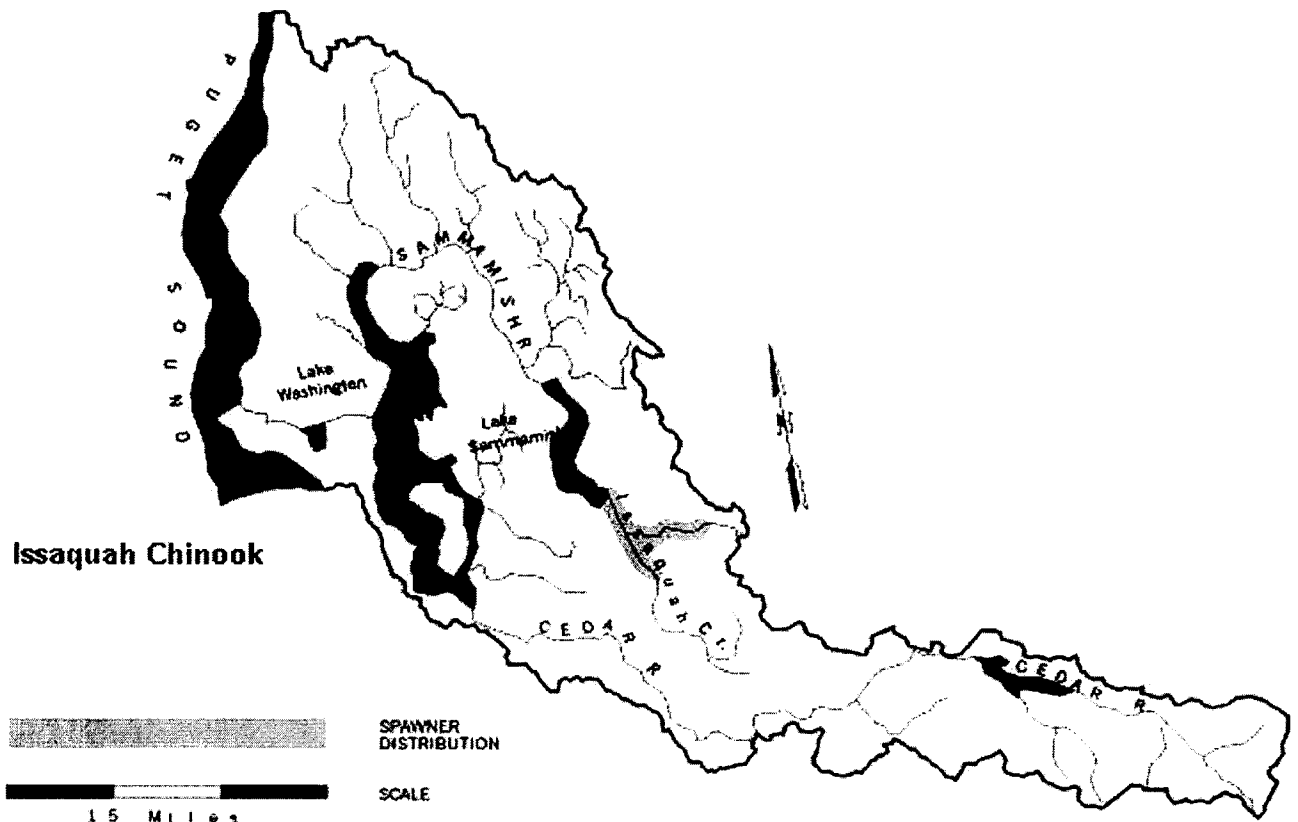 PUGET SOUND
SAMMAMISH R
Lake
Washington
Lake
Sammamish
Issaquah Cr.
Issaquah Chinook
CEDAR R
CEDAR R
N
SPAWNER
DISTRIBUTION
SCALE
15 Miles